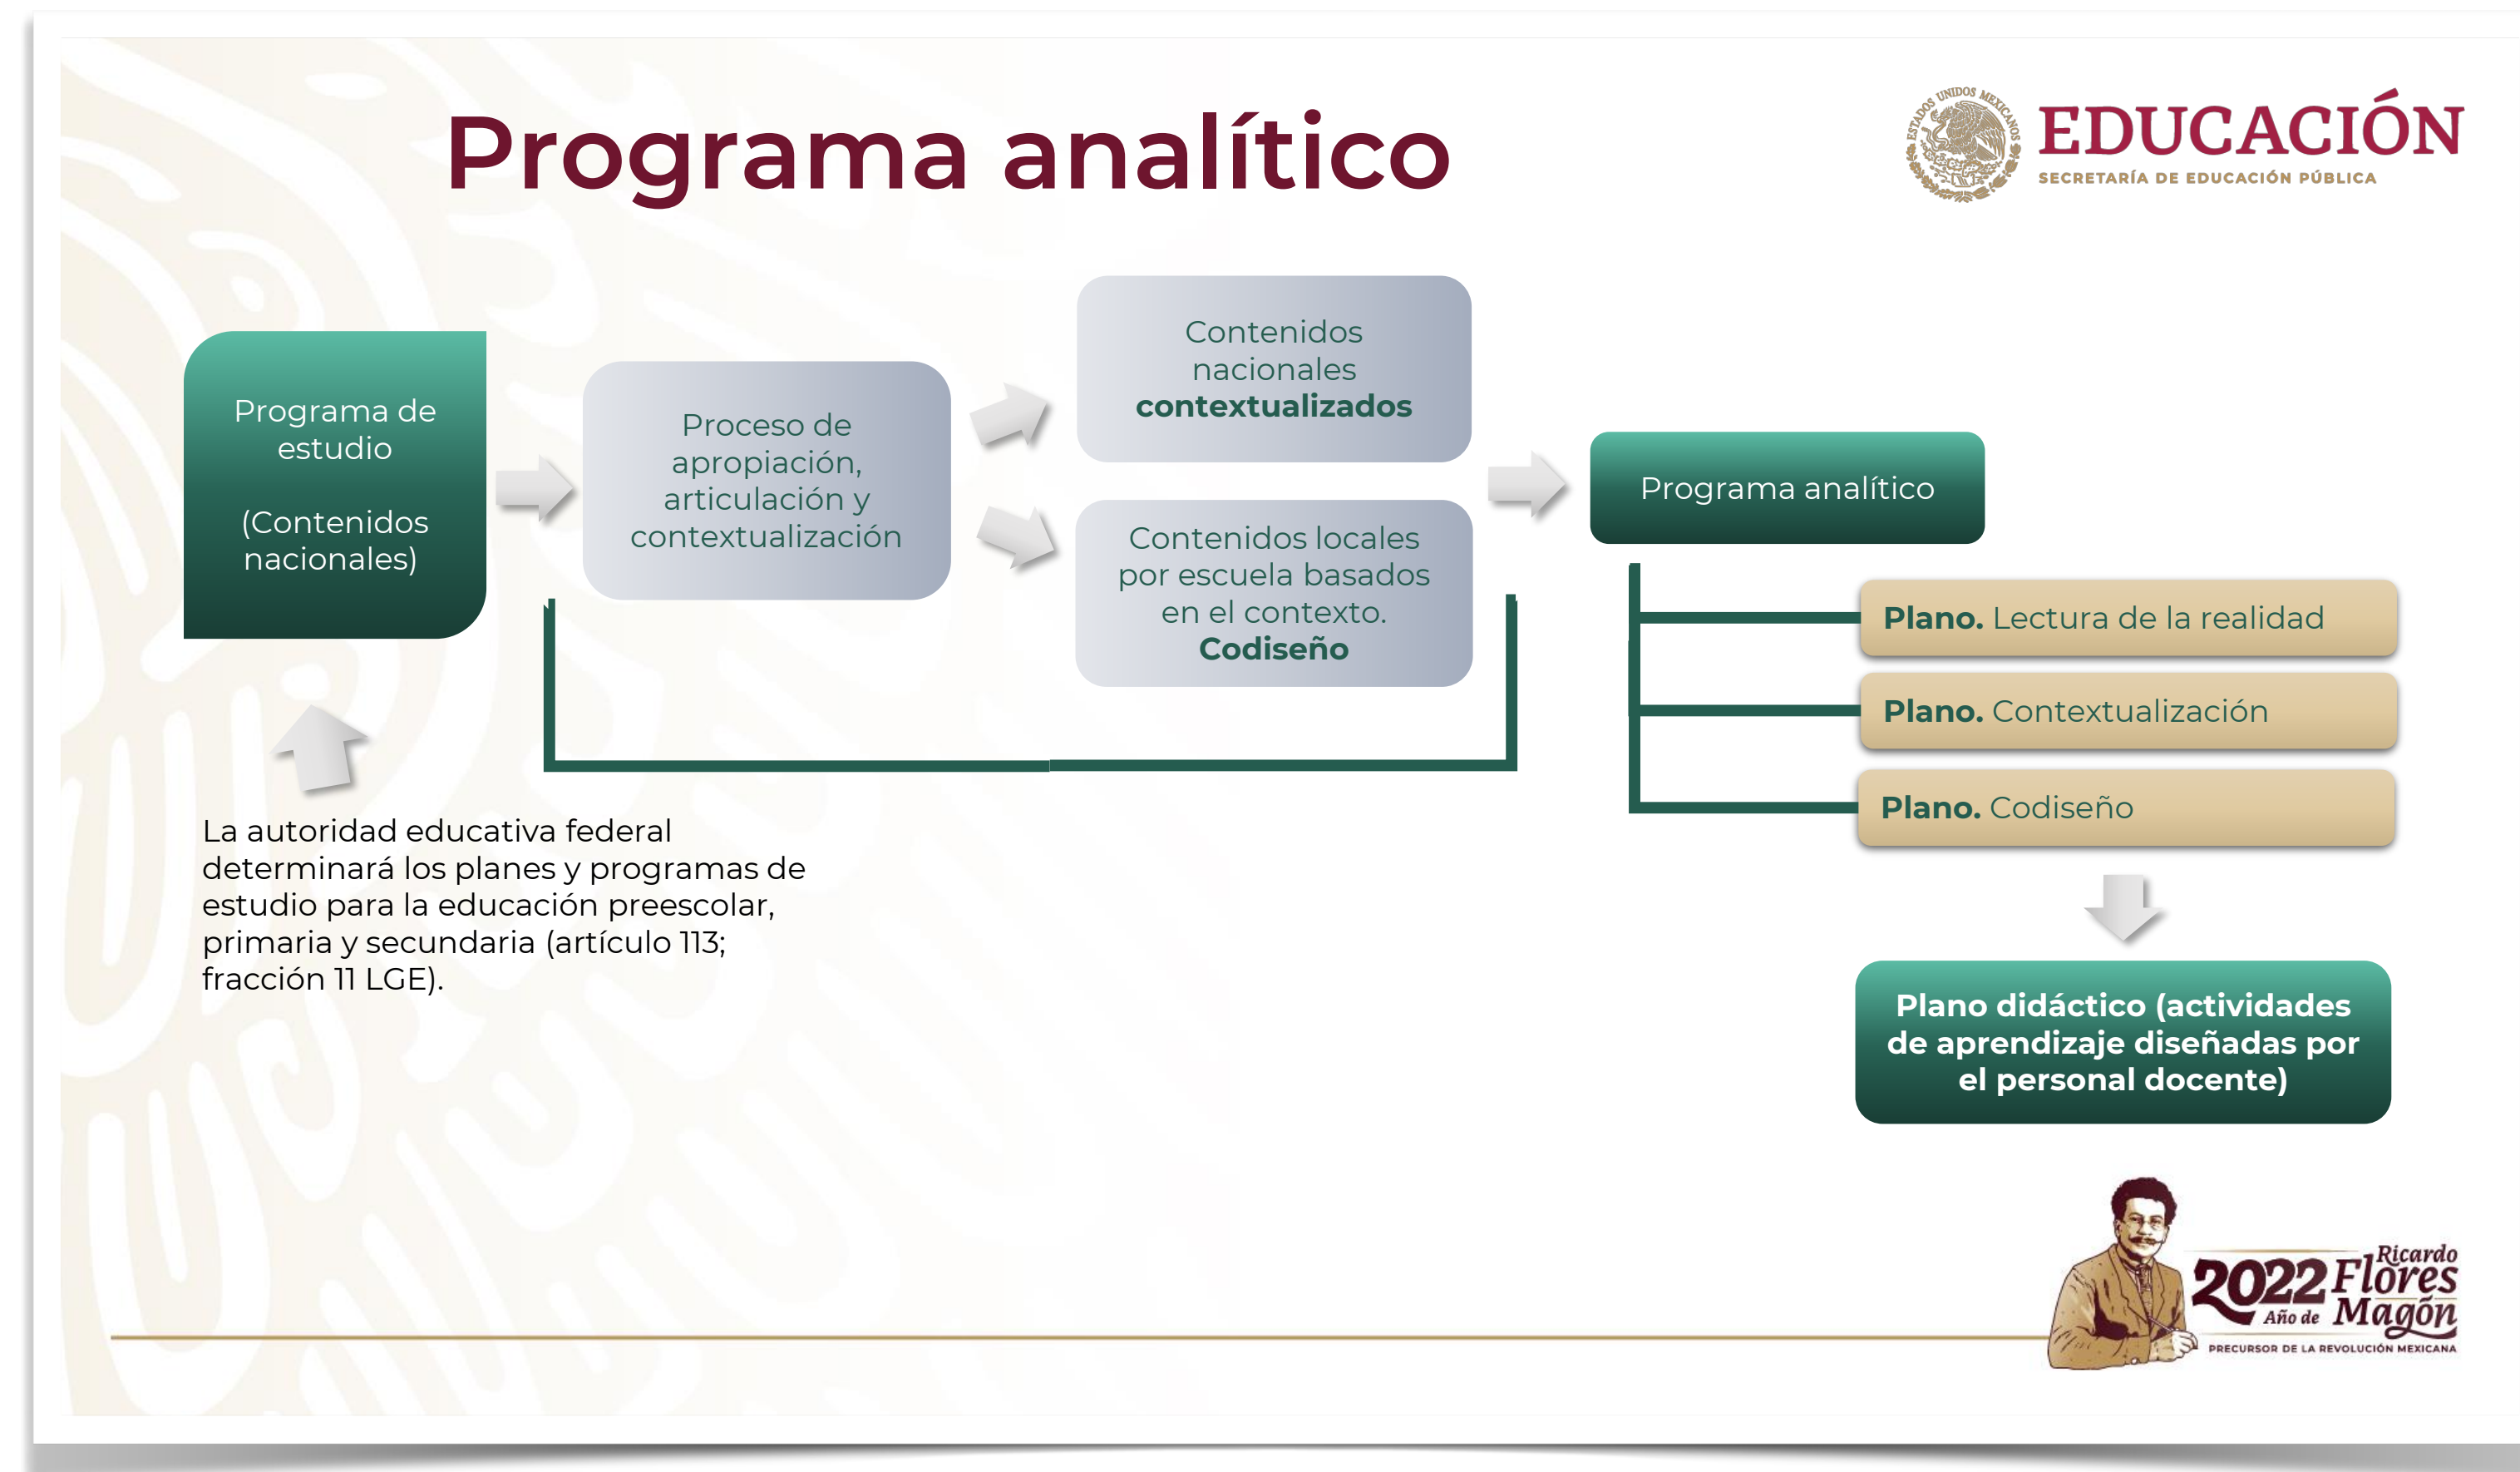 Programa analítico
ESTADOS UNIDOS MEXICANOS
EDUCACIÓN
SECRETARÍA DE EDUCACIÓN PÚBLICA
Programa de
estudio
(Contenidos
nacionales)
Proceso de
apropiación,
articulación y
contextualización
Contenidos
nacionales
contextualizados
Contenidos locales
por escuela basados
en el contexto.
Codiseño
Programa analítico
Plano. Lectura de la realidad
Plano. Contextualización
Plano. Codiseño
La autoridad educativa federal
determinará los planes y programas de
estudio para la educación preescolar,
primaria y secundaria (artículo 113;
fracción 11 LGE).
Plano didáctico (actividades
de aprendizaje diseñadas por
el personal docente)
2022 Ricardo
Flores
Año de Magón
PRECURSOR DE LA REVOLUCIÓN MEXICANA